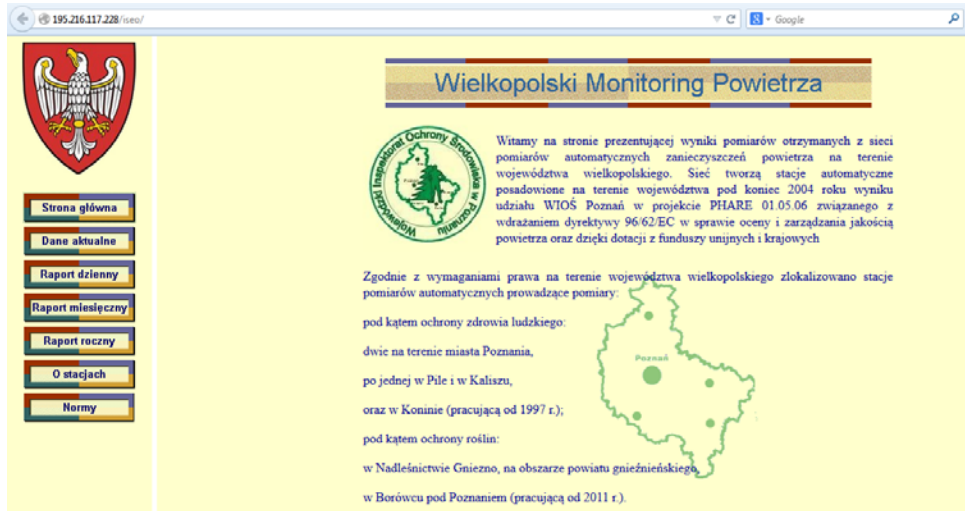 195.216.117.228/iseo/
Google
Wielkopolski Monitoring Powietrza
Wojewódzki Inspektorat Ochrony Środowiska w Poznaniu
Witamy na stronie prezentującej wyniki pomiarów otrzymanych z sieci
pomiarów automatycznych zanieczyszczeń powietrza na terenie
województwa wielkopolskiego. Sieć tworzą stacje automatyczne
posadowione na terenie województwa pod koniec 2004 roku wyniku
udziału WIOŚ Poznań w projekcie PHARE 01.05.06 związanego z
wdrażaniem dyrektywy 96/62/EC w sprawie oceny i zarządzania jakością
powietrza oraz dzięki dotacji z funduszy unijnych i krajowych
Strona główna
Dane aktualne
Raport dzienny
Raport miesięczny
Raport roczny
O stacjach
Normy
Zgodnie z wymaganiami prawa na terenie województwa wielkopolskiego zlokalizowano stacje
pomiarów automatycznych prowadzące pomiary:
pod kątem ochrony zdrowia ludzkiego:
dwie na terenie miasta Poznania,
Poznań
po jednej w Pile i w Kaliszu,
oraz w Koninie (pracującą od 1997 r.);
pod kątem ochrony roślin:
w Nadleśnictwie Gniezno, na obszarze powiatu gnieźnieńskiego,
w Borówcu pod Poznaniem (pracującą od 2011 r.).